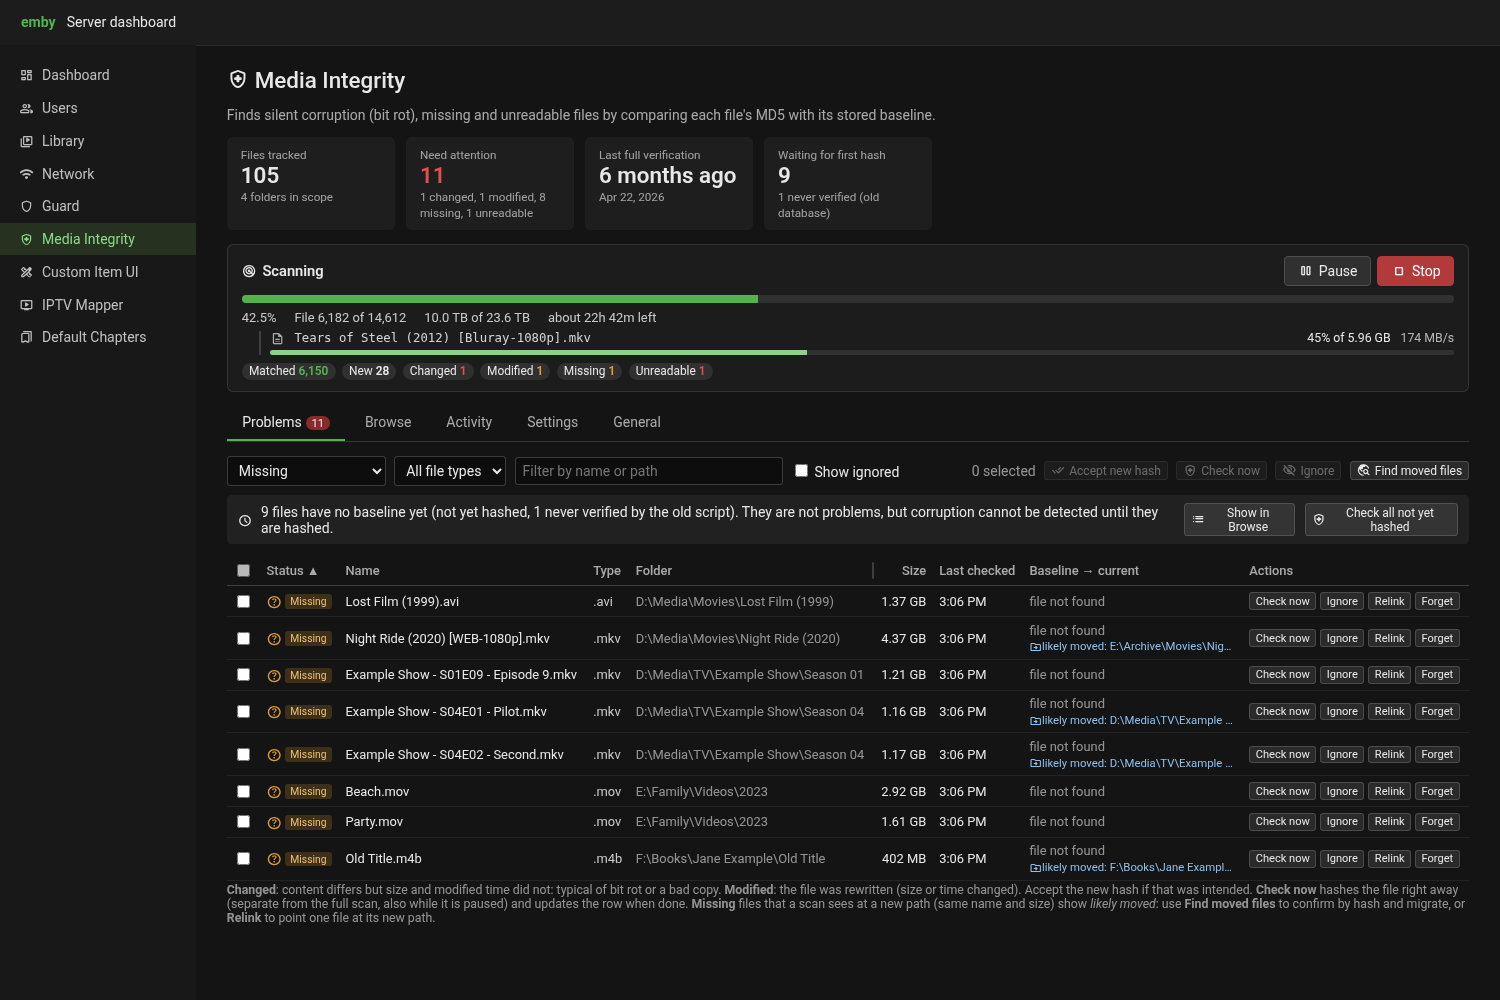 emby Server dashboard
Dashboard
Users
Library
Network
Guard
Media Integrity
Custom Item UI
IPTV Mapper
Default Chapters
Media Integrity
Finds silent corruption (bit rot), missing and unreadable files by comparing each file's MD5 with its stored baseline.
Files tracked
105
4 folders in scope
Need attention
11
1 changed, 1 modified, 8
missing, 1 unreadable
Last full verification
6 months ago
Apr 22, 2026
Waiting for first hash
9
1 never verified (old
database)
Scanning
Pause
Stop
42.5% File 6,182 of 14,612 10.0 TB of 23.6 TB about 22h 42m left
Tears of Steel (2012) [Bluray-1080p].mkv 45% of 5.96 GB 174 MB/s
Matched 6,150 New 28 Changed 1 Modified 1 Missing 1 Unreadable 1
Problems 11 Browse Activity Settings General
Missing All file types Filter by name or path Show ignored 0 selected Accept new hash Check now Ignore Find moved files
9 files have no baseline yet (not yet hashed, 1 never verified by the old script). They are not problems, but corruption cannot be detected until they
are hashed.
Show in
Browse
Check all not yet
hashed
Status ▲ Name Type Folder Size Last checked Baseline → current Actions
Missing Lost Film (1999).avi .avi D:\Media\Movies\Lost Film (1999) 1.37 GB 3:06 PM file not found Check now Ignore Relink Forget
Missing Night Ride (2020) [WEB-1080p].mkv .mkv D:\Media\Movies\Night Ride (2020) 4.37 GB 3:06 PM file not found Check now Ignore Relink Forget
likely moved: E:\Archive\Movies\Nig…
Missing Example Show - S01E09 - Episode 9.mkv .mkv D:\Media\TV\Example Show\Season 01 1.21 GB 3:06 PM file not found Check now Ignore Relink Forget
Missing Example Show - S04E01 - Pilot.mkv .mkv D:\Media\TV\Example Show\Season 04 1.16 GB 3:06 PM file not found Check now Ignore Relink Forget
likely moved: D:\Media\TV\Example …
Missing Example Show - S04E02 - Second.mkv .mkv D:\Media\TV\Example Show\Season 04 1.17 GB 3:06 PM file not found Check now Ignore Relink Forget
likely moved: D:\Media\TV\Example …
Missing Beach.mov .mov E:\Family\Videos\2023 2.92 GB 3:06 PM file not found Check now Ignore Relink Forget
Missing Party.mov .mov E:\Family\Videos\2023 1.61 GB 3:06 PM file not found Check now Ignore Relink Forget
Missing Old Title.m4b .m4b F:\Books\Jane Example\Old Title 402 MB 3:06 PM file not found Check now Ignore Relink Forget
likely moved: F:\Books\Jane Exampl…
Changed: content differs but size and modified time did not: typical of bit rot or a bad copy. Modified: the file was rewritten (size or time changed). Accept the new hash if that was intended. Check now hashes the file right away
(separate from the full scan, also while it is paused) and updates the row when done. Missing files that a scan sees at a new path (same name and size) show likely moved: use Find moved files to confirm by hash and migrate, or
Relink to point one file at its new path.